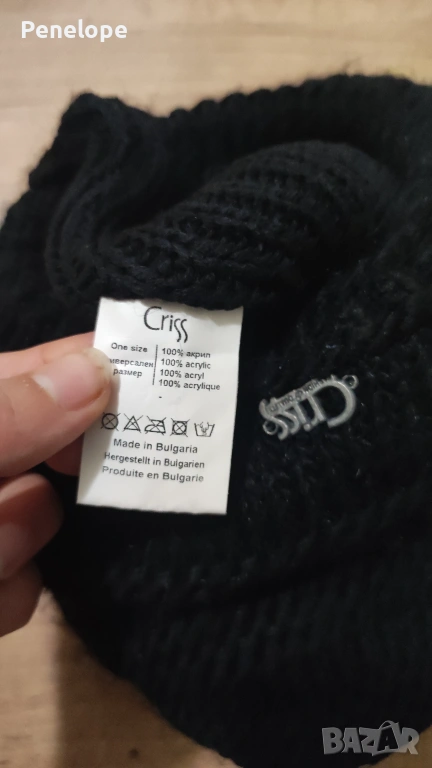 Penelope
Criss
One size 100% акрил
универсален 100% acrylic
размер 100% acryl
100% acrylique
-
Made in Bulgaria
Hergestellt in Bulgarien
Produite en Bulgarie
Criss
BAZAR